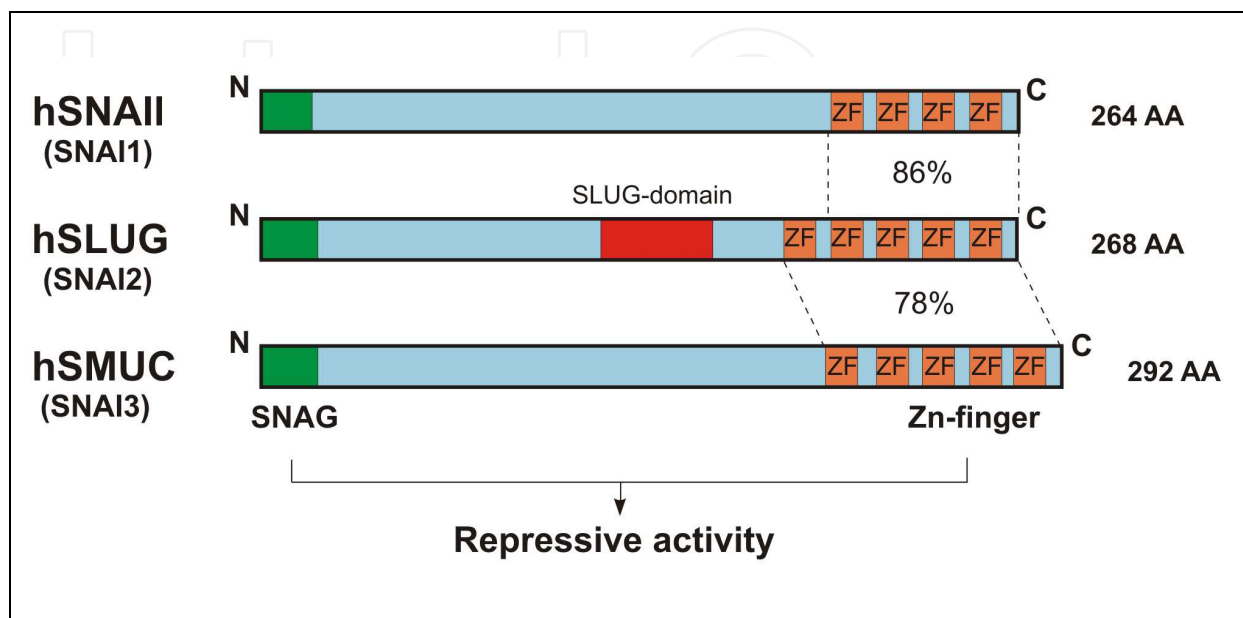 N
C
hSNAIl
(SNAI1)
ZF ZF ZF ZF
264 AA
86%
SLUG-domain
N
C
hSLUG
(SNAI2)
ZF ZF ZF ZF ZF
268 AA
78%
N
C
hSMUC
(SNAI3)
ZF ZF ZF ZF ZF
292 AA
SNAG
Zn-finger
Repressive activity